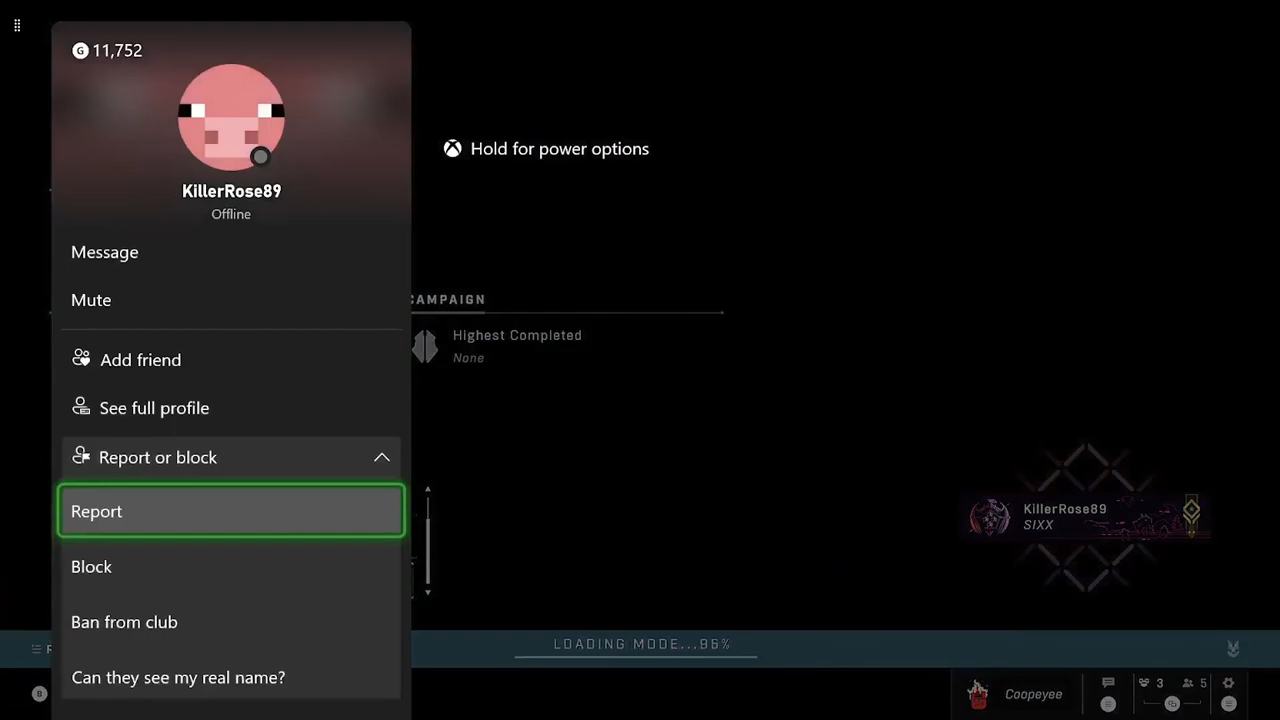 G 11,752
KillerRose89
Offline
Message
Mute
Add friend
See full profile
Report or block
Report
Block
Ban from club
Can they see my real name?
Hold for power options
CAMPAIGN
Highest Completed
None
KillerRose89
SIXX
LOADING MODE...86%
R
B
Coopeyee
3
5